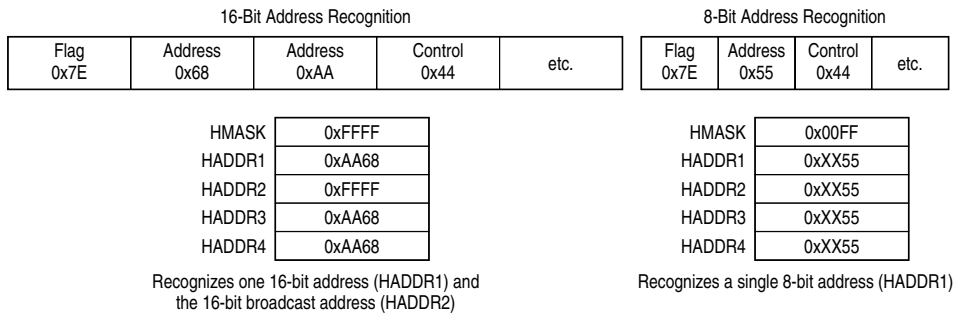 16-Bit Address Recognition
Flag 0x7E
Address 0x68
Address 0xAA
Control 0x44
etc.
HMASK 0xFFFF
HADDR1 0xAA68
HADDR2 0xFFFF
HADDR3 0xAA68
HADDR4 0xAA68
Recognizes one 16-bit address (HADDR1) and
the 16-bit broadcast address (HADDR2)
8-Bit Address Recognition
Flag 0x7E
Address 0x55
Control 0x44
etc.
HMASK 0x00FF
HADDR1 0xXX55
HADDR2 0xXX55
HADDR3 0xXX55
HADDR4 0xXX55
Recognizes a single 8-bit address (HADDR1)